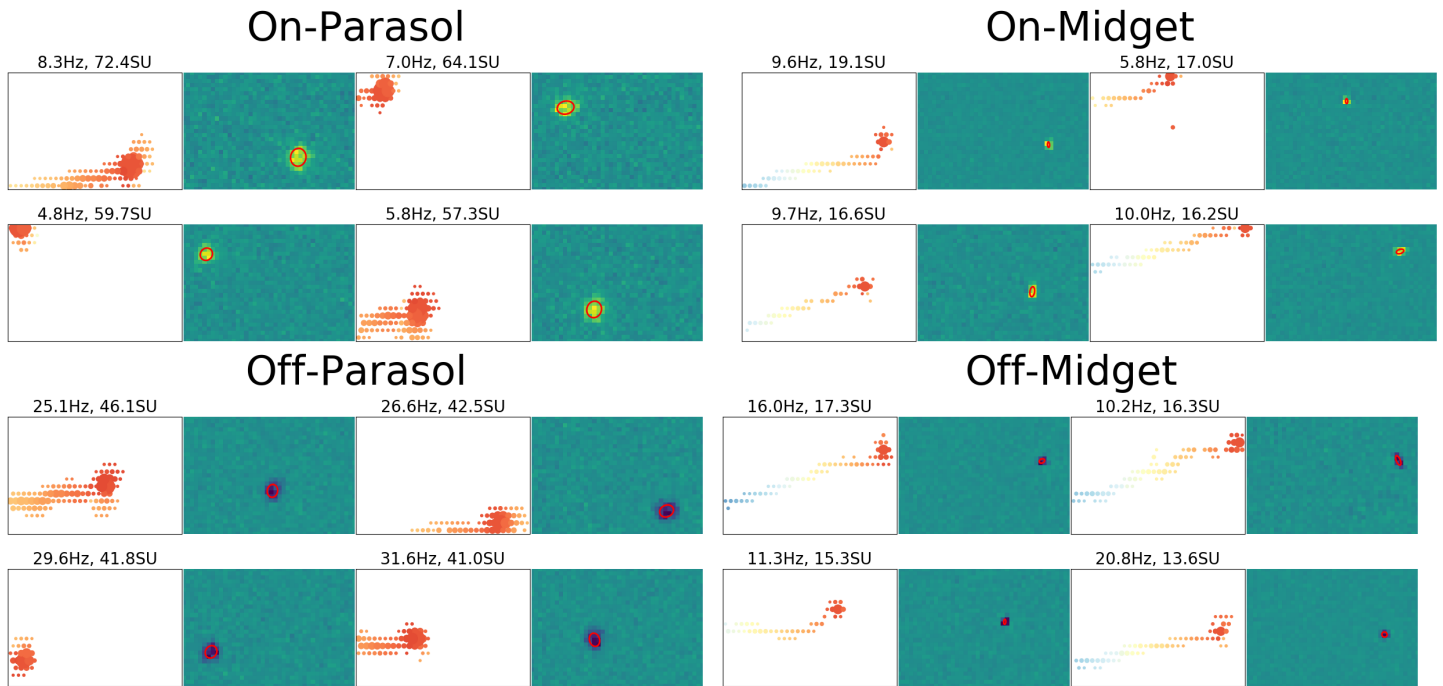 On-Parasol
On-Midget
8.3Hz, 72.4SU
7.0Hz, 64.1SU
9.6Hz, 19.1SU
5.8Hz, 17.0SU
4.8Hz, 59.7SU
5.8Hz, 57.3SU
9.7Hz, 16.6SU
10.0Hz, 16.2SU
Off-Parasol
Off-Midget
25.1Hz, 46.1SU
26.6Hz, 42.5SU
16.0Hz, 17.3SU
10.2Hz, 16.3SU
29.6Hz, 41.8SU
31.6Hz, 41.0SU
11.3Hz, 15.3SU
20.8Hz, 13.6SU